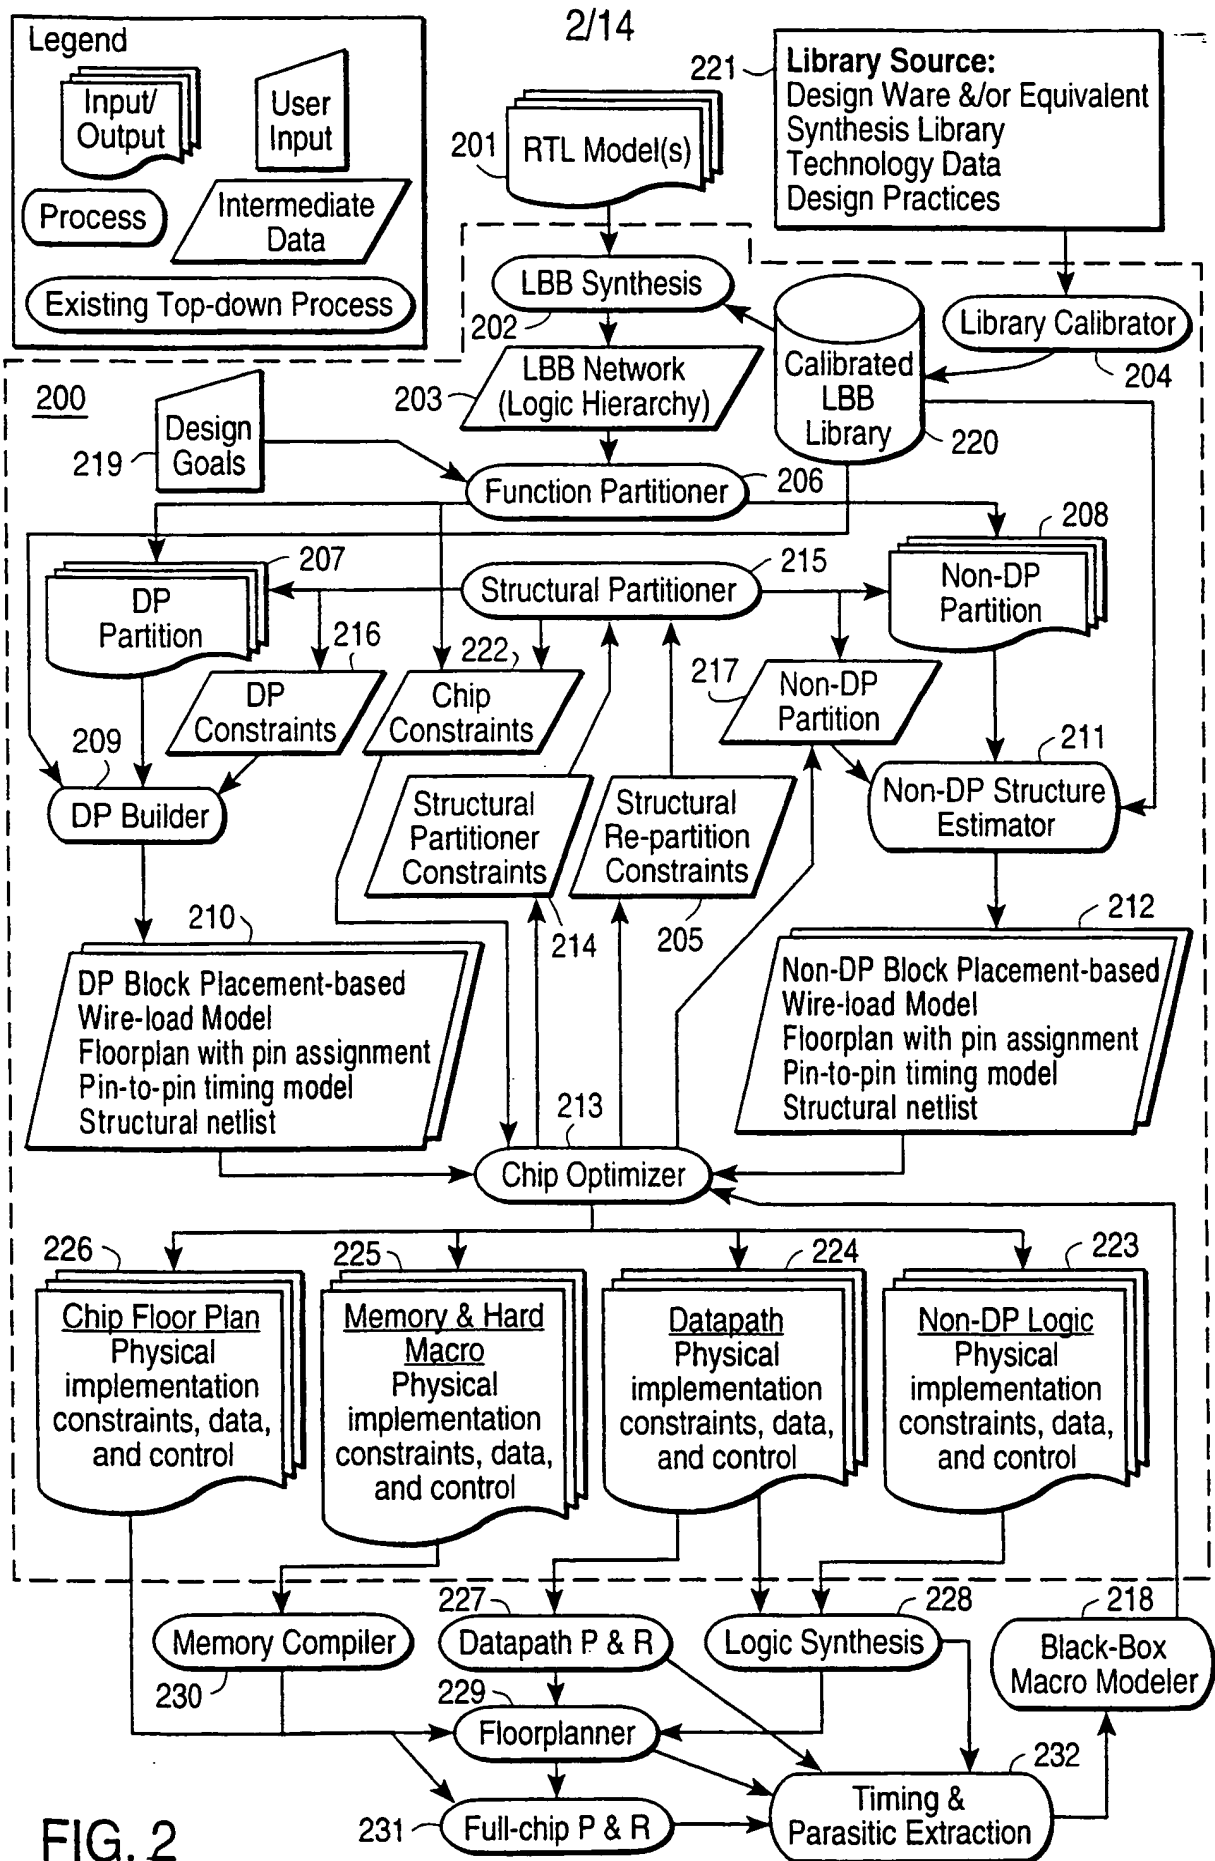 2/14
Legend
Input/
Output
User
Input
Process
Intermediate
Data
Existing Top-down Process
221
Library Source:
Design Ware &/or Equivalent
Synthesis Library
Technology Data
Design Practices
201
RTL Model(s)
LBB Synthesis
202
Library Calibrator
204
LBB Network
(Logic Hierarchy)
203
Calibrated
LBB
Library
220
200
Design
Goals
219
Function Partitioner
206
207
DP
Partition
Structural Partitioner
215
208
Non-DP
Partition
216
DP
Constraints
222
Chip
Constraints
217
Non-DP
Partition
209
DP Builder
Structural
Partitioner
Constraints
214
Structural
Re-partition
Constraints
205
211
Non-DP Structure
Estimator
210
DP Block Placement-based
Wire-load Model
Floorplan with pin assignment
Pin-to-pin timing model
Structural netlist
212
Non-DP Block Placement-based
Wire-load Model
Floorplan with pin assignment
Pin-to-pin timing model
Structural netlist
213
Chip Optimizer
226
Chip Floor Plan
Physical
implementation
constraints, data,
and control
225
Memory & Hard
Macro
Physical
implementation
constraints, data,
and control
224
Datapath
Physical
implementation
constraints, data,
and control
223
Non-DP Logic
Physical
implementation
constraints, data,
and control
Memory Compiler
230
227
Datapath P & R
228
Logic Synthesis
218
Black-Box
Macro Modeler
229
Floorplanner
231
Full-chip P & R
232
Timing &
Parasitic Extraction
FIG. 2